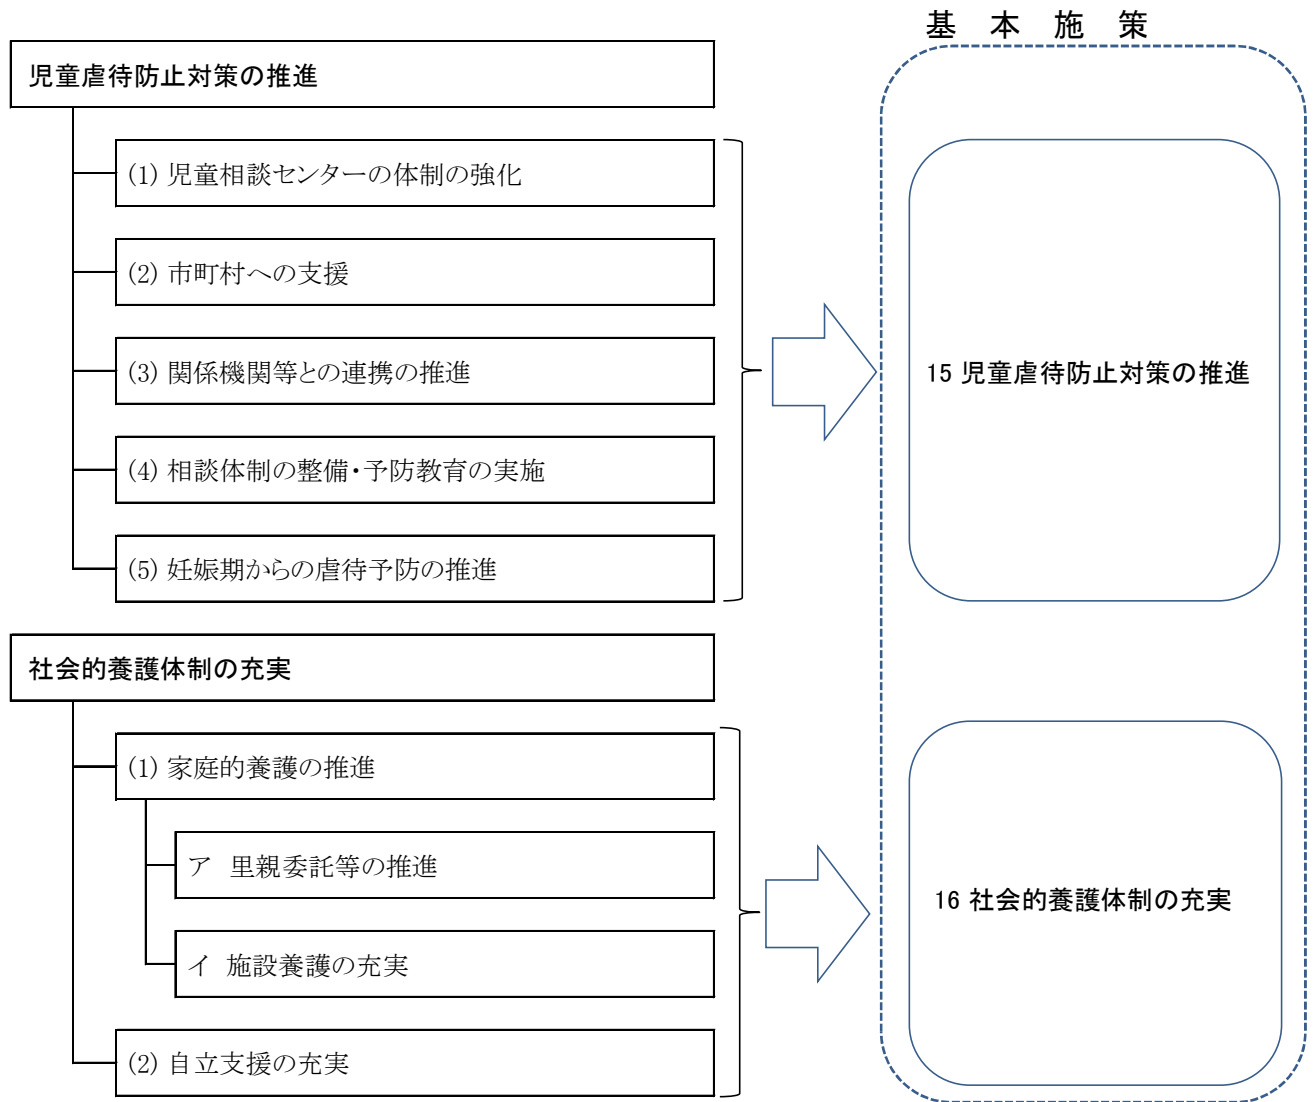 基 本 施 策
児童虐待防止対策の推進
(1) 児童相談センターの体制の強化
(2) 市町村への支援
(3) 関係機関等との連携の推進
(4) 相談体制の整備・予防教育の実施
(5) 妊娠期からの虐待予防の推進
15 児童虐待防止対策の推進
社会的養護体制の充実
(1) 家庭的養護の推進
ア 里親委託等の推進
イ 施設養護の充実
(2) 自立支援の充実
16 社会的養護体制の充実